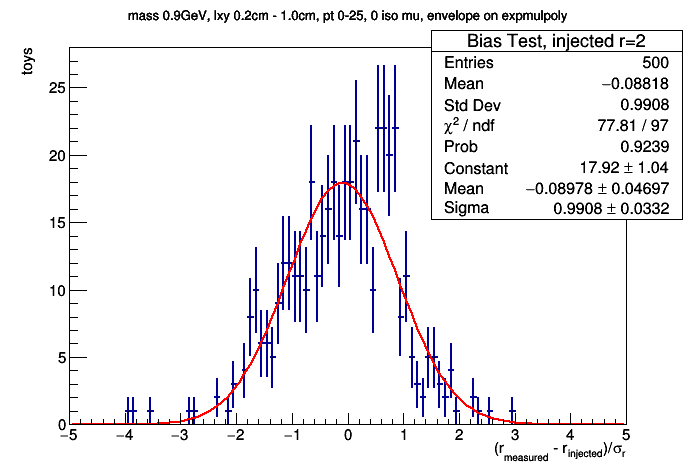 mass 0.9GeV, lxy 0.2cm - 1.0cm, pt 0-25, 0 iso mu, envelope on expmulpoly
toys
Bias Test, injected r=2
Entries 500
Mean −0.08818
Std Dev 0.9908
χ² / ndf 77.81 / 97
Prob 0.9239
Constant 17.92 ± 1.04
Mean −0.08978 ± 0.04697
Sigma 0.9908 ± 0.0332
25
20
15
10
5
0
−5 −4 −3 −2 −1 0 1 2 3 4 5
(r_measured - r_injected)/σ_r